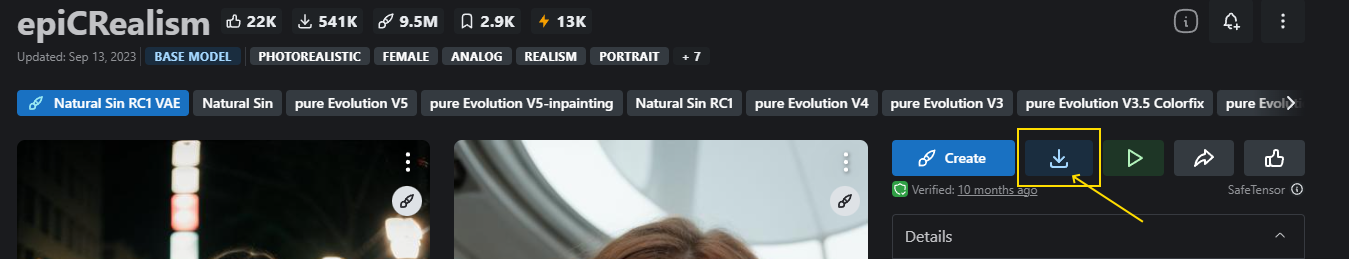 epiCRealism 22K 541K 9.5M 2.9K 13K
Updated: Sep 13, 2023 BASE MODEL PHOTOREALISTIC FEMALE ANALOG REALISM PORTRAIT + 7
Natural Sin RC1 VAE Natural Sin pure Evolution V5 pure Evolution V5-inpainting Natural Sin RC1 pure Evolution V4 pure Evolution V3 pure Evolution V3.5 Colorfix pure Evolu
Create
Verified: 10 months ago SafeTensor
Details